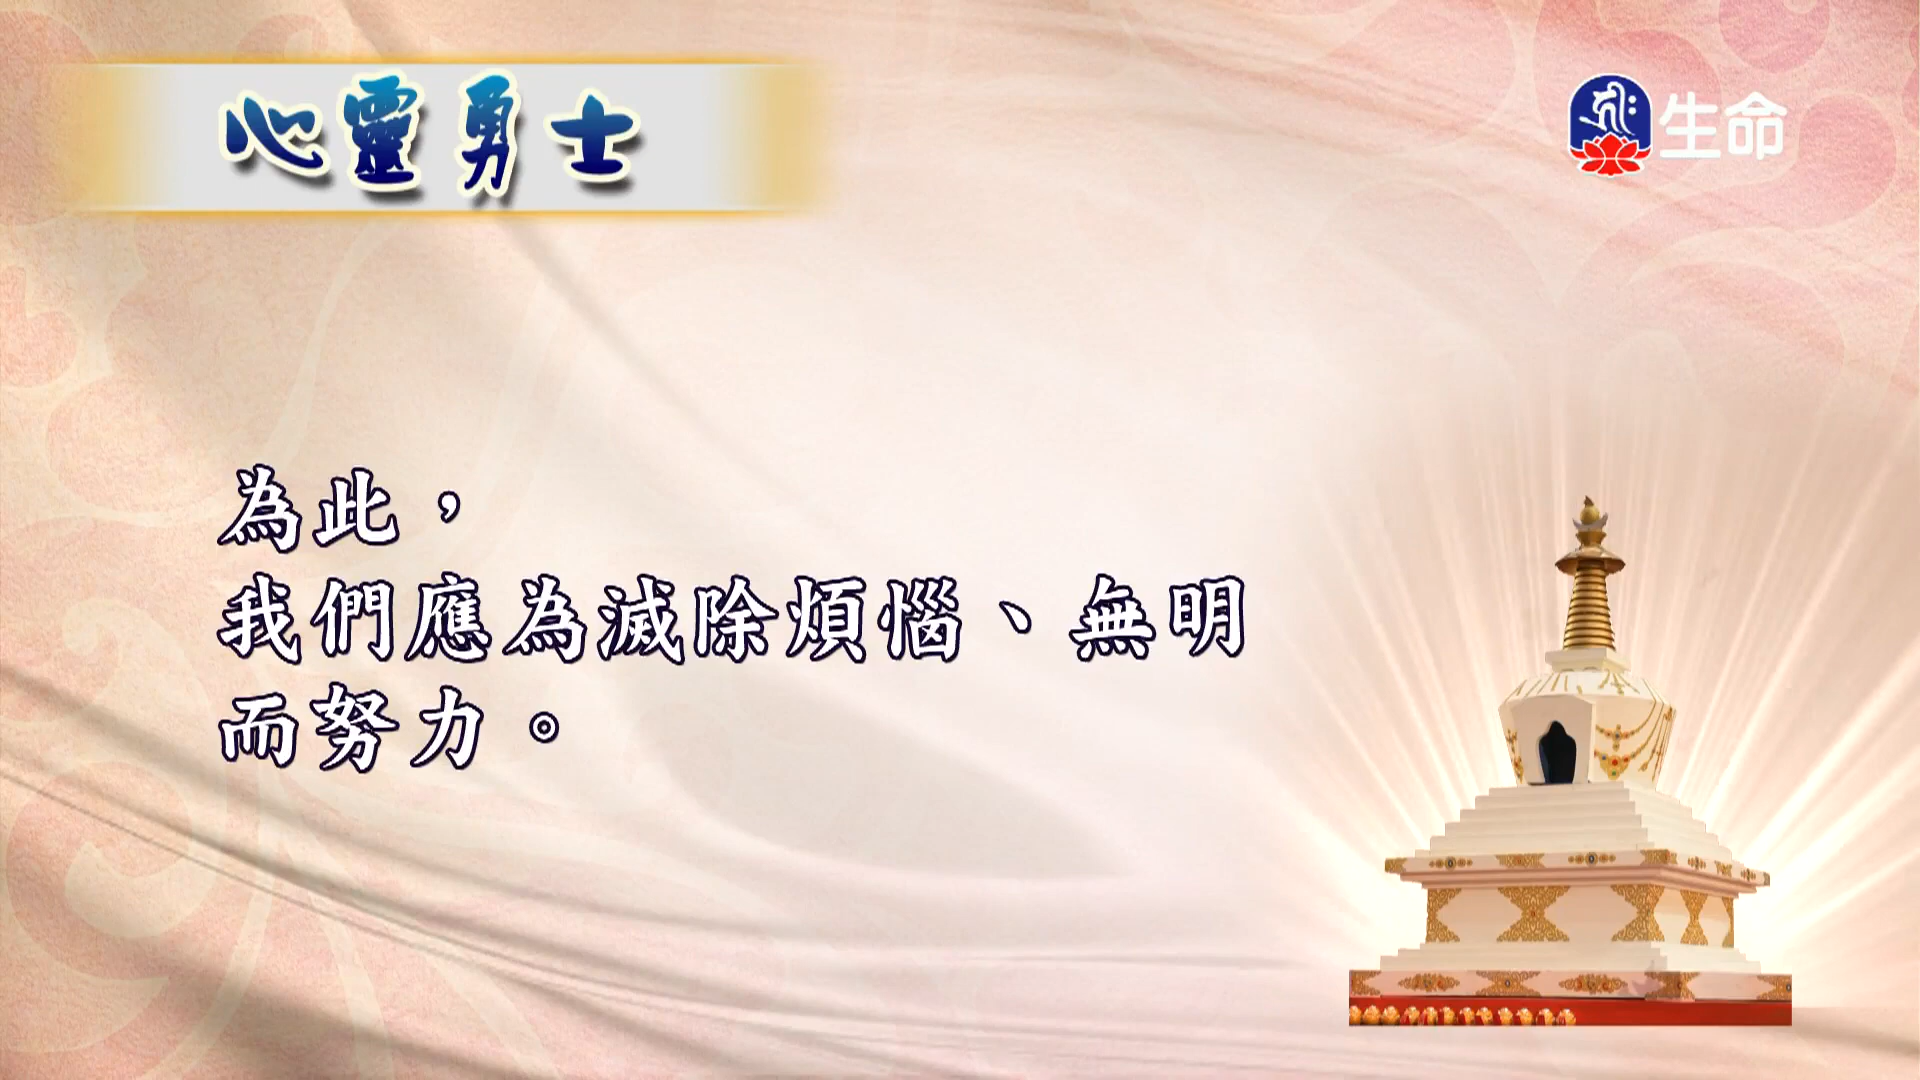 心靈勇士
生命
為此，
我們應為滅除煩惱、無明
而努力。